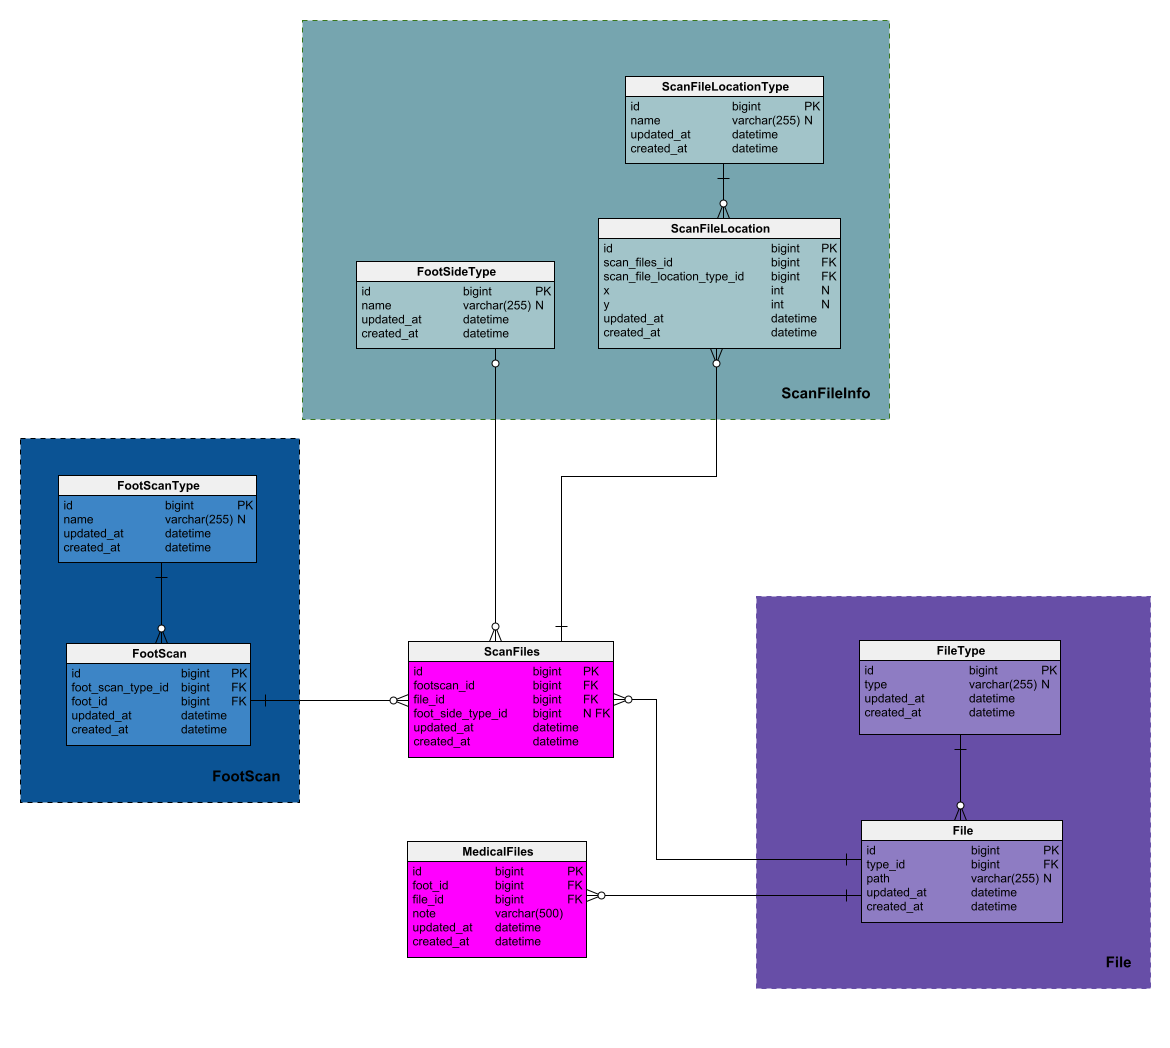 ScanFileLocationType
id bigint PK
name varchar(255) N
updated_at datetime
created_at datetime
ScanFileLocation
id bigint PK
scan_files_id bigint FK
scan_file_location_type_id bigint FK
x int N
y int N
updated_at datetime
created_at datetime
FootSideType
id bigint PK
name varchar(255) N
updated_at datetime
created_at datetime
ScanFileInfo
FootScanType
id bigint PK
name varchar(255) N
updated_at datetime
created_at datetime
FootScan
id bigint PK
foot_scan_type_id bigint FK
foot_id bigint FK
updated_at datetime
created_at datetime
FootScan
ScanFiles
id bigint PK
footscan_id bigint FK
file_id bigint FK
foot_side_type_id bigint N FK
updated_at datetime
created_at datetime
FileType
id bigint PK
type varchar(255) N
updated_at datetime
created_at datetime
File
id bigint PK
type_id bigint FK
path varchar(255) N
updated_at datetime
created_at datetime
File
MedicalFiles
id bigint PK
foot_id bigint FK
file_id bigint FK
note varchar(500)
updated_at datetime
created_at datetime